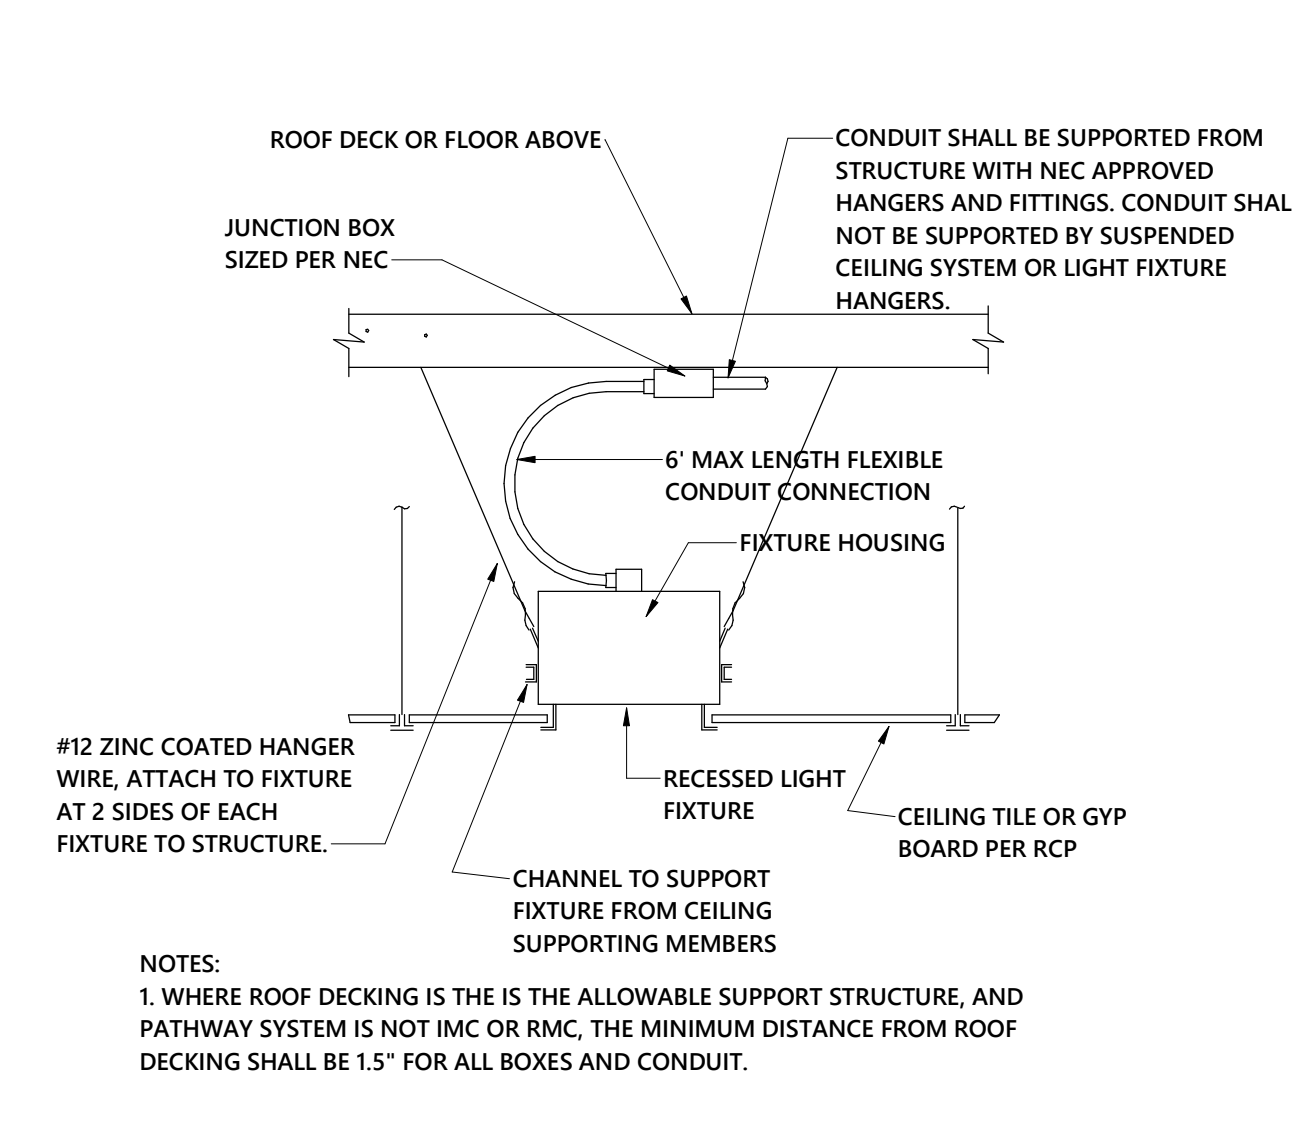 ROOF DECK OR FLOOR ABOVE
CONDUIT SHALL BE SUPPORTED FROM
STRUCTURE WITH NEC APPROVED
HANGERS AND FITTINGS. CONDUIT SHAL
NOT BE SUPPORTED BY SUSPENDED
CEILING SYSTEM OR LIGHT FIXTURE
HANGERS.
JUNCTION BOX
SIZED PER NEC
6' MAX LENGTH FLEXIBLE
CONDUIT CONNECTION
FIXTURE HOUSING
#12 ZINC COATED HANGER
WIRE, ATTACH TO FIXTURE
AT 2 SIDES OF EACH
FIXTURE TO STRUCTURE.
RECESSED LIGHT
FIXTURE
CEILING TILE OR GYP
BOARD PER RCP
CHANNEL TO SUPPORT
FIXTURE FROM CEILING
SUPPORTING MEMBERS
NOTES:
1. WHERE ROOF DECKING IS THE IS THE ALLOWABLE SUPPORT STRUCTURE, AND
PATHWAY SYSTEM IS NOT IMC OR RMC, THE MINIMUM DISTANCE FROM ROOF
DECKING SHALL BE 1.5" FOR ALL BOXES AND CONDUIT.